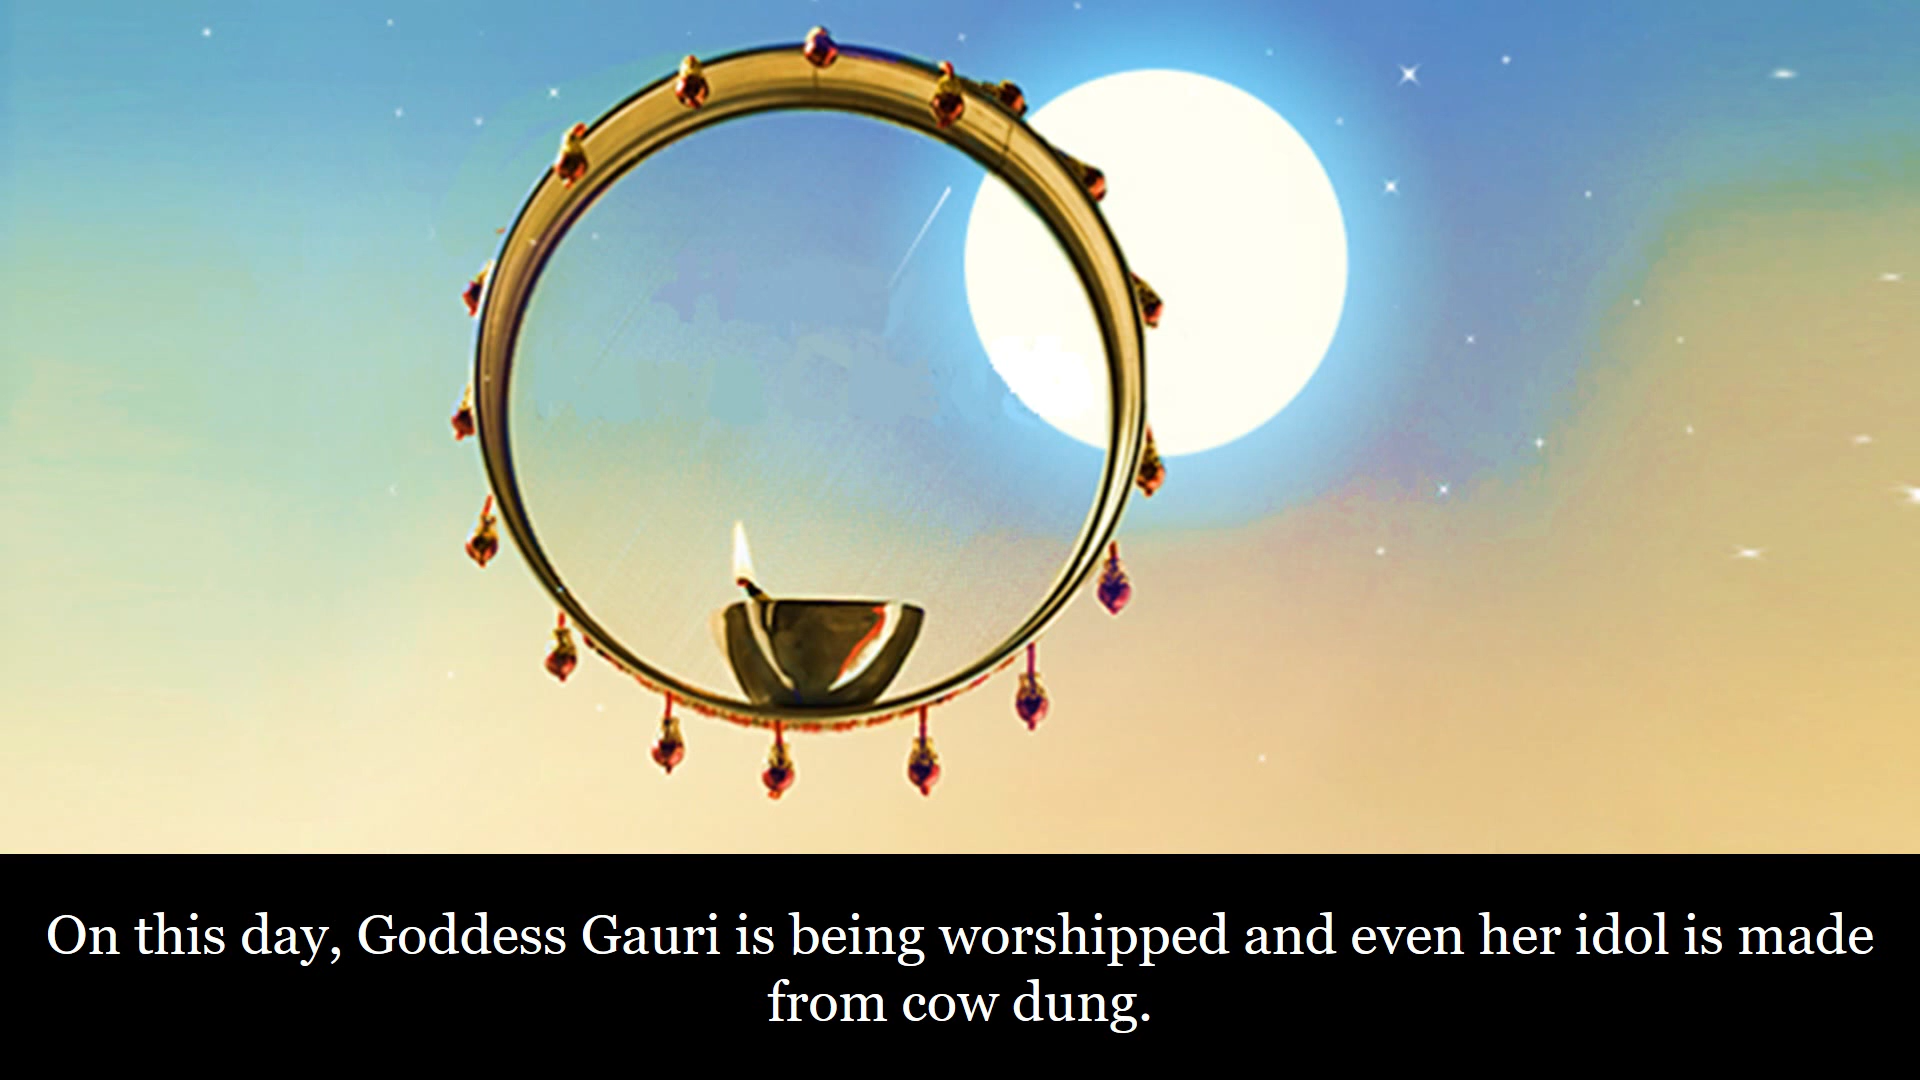 On this day, Goddess Gauri is being worshipped and even her idol is made
from cow dung.